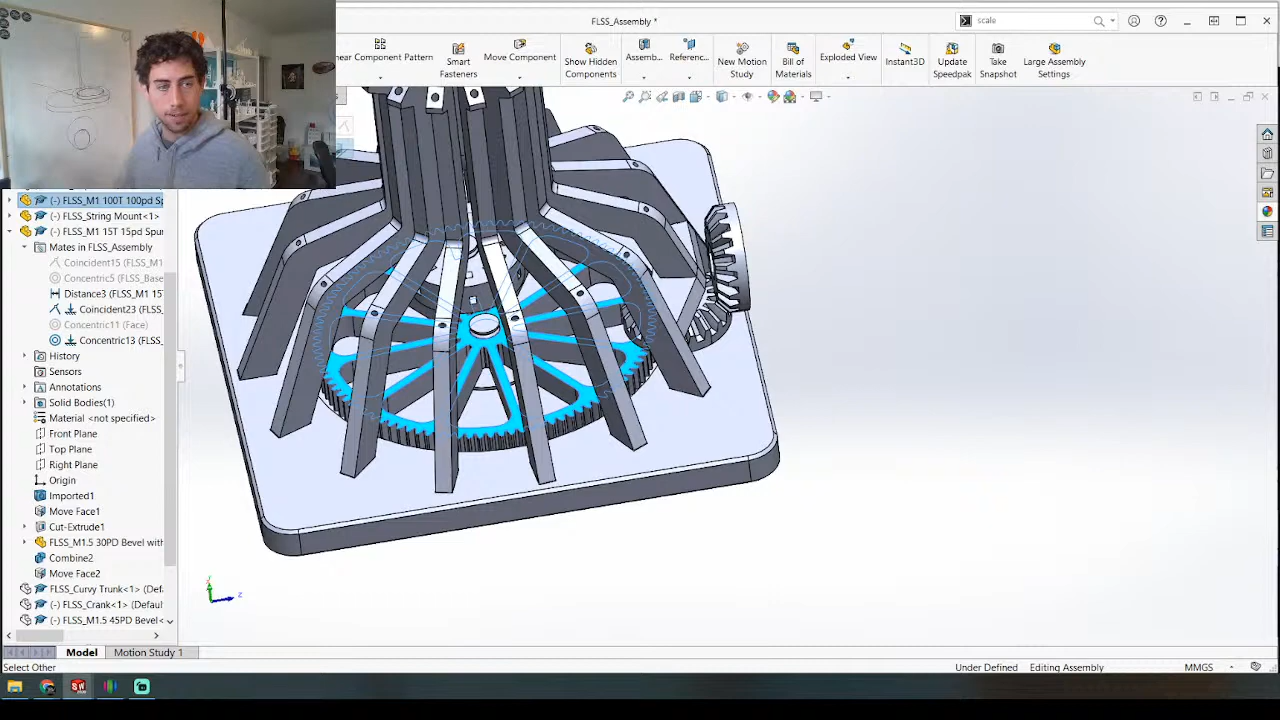 FLSS_Assembly *
scale
near Component Pattern
Smart
Fasteners
Move Component
Show Hidden
Components
Assemb...
Referenc...
New Motion
Study
Bill of
Materials
Exploded View
Instant3D
Update
Speedpak
Take
Snapshot
Large Assembly
Settings
(-) FLSS_M1 100T 100pd Sp
(-) FLSS_String Mount<1>
(-) FLSS_M1 15T 15pd Spur
Mates in FLSS_Assembly
Coincident15 (FLSS_M1
Concentric5 (FLSS_Base
Distance3 (FLSS_M1 15
Coincident23 (FLSS_
Concentric11 (Face)
Concentric13 (FLSS_
History
Sensors
Annotations
Solid Bodies(1)
Material <not specified>
Front Plane
Top Plane
Right Plane
Origin
Imported1
Move Face1
Cut-Extrude1
FLSS_M1.5 30PD Bevel with
Combine2
Move Face2
FLSS_Curvy Trunk<1> (Def
(-) FLSS_Crank<1> (Defau
(-) FLSS_M1.5 45PD Bevel<
z
Model
Motion Study 1
Select Other
Under Defined
Editing Assembly
MMGS